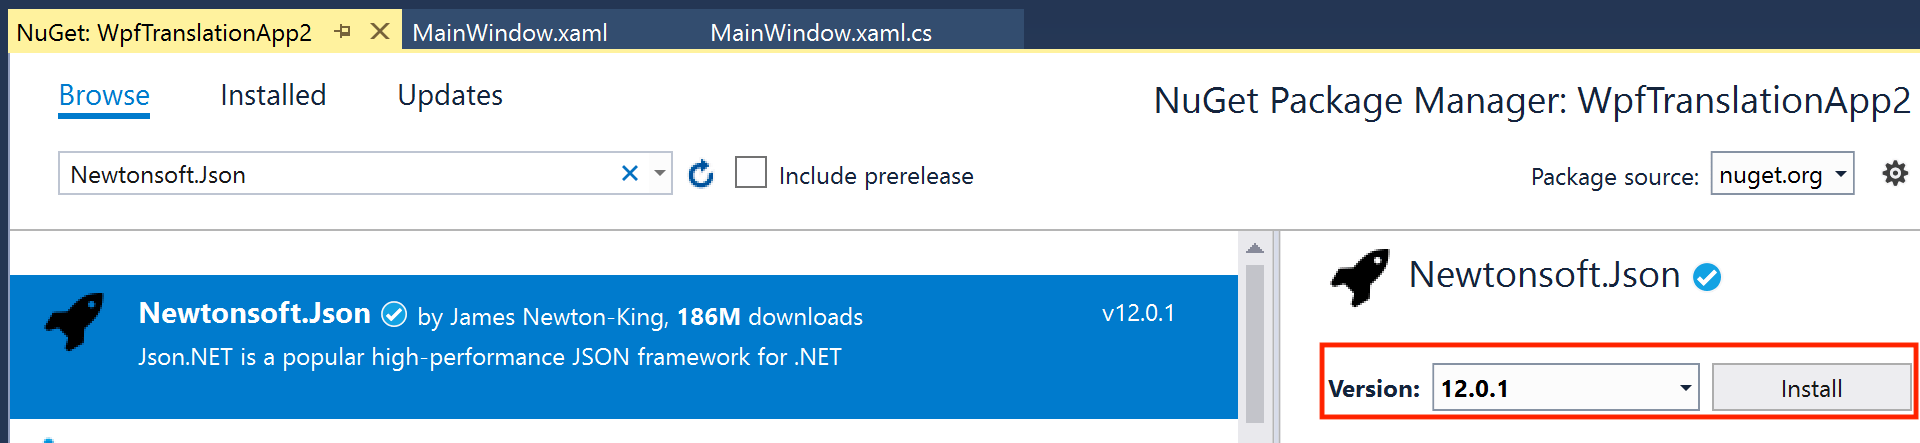 NuGet: WpfTranslationApp2 MainWindow.xaml MainWindow.xaml.cs
Browse Installed Updates
NuGet Package Manager: WpfTranslationApp2
Newtonsoft.Json Include prerelease Package source: nuget.org
Newtonsoft.Json by James Newton-King, 186M downloads v12.0.1
Json.NET is a popular high-performance JSON framework for .NET
Newtonsoft.Json
Version: 12.0.1 Install